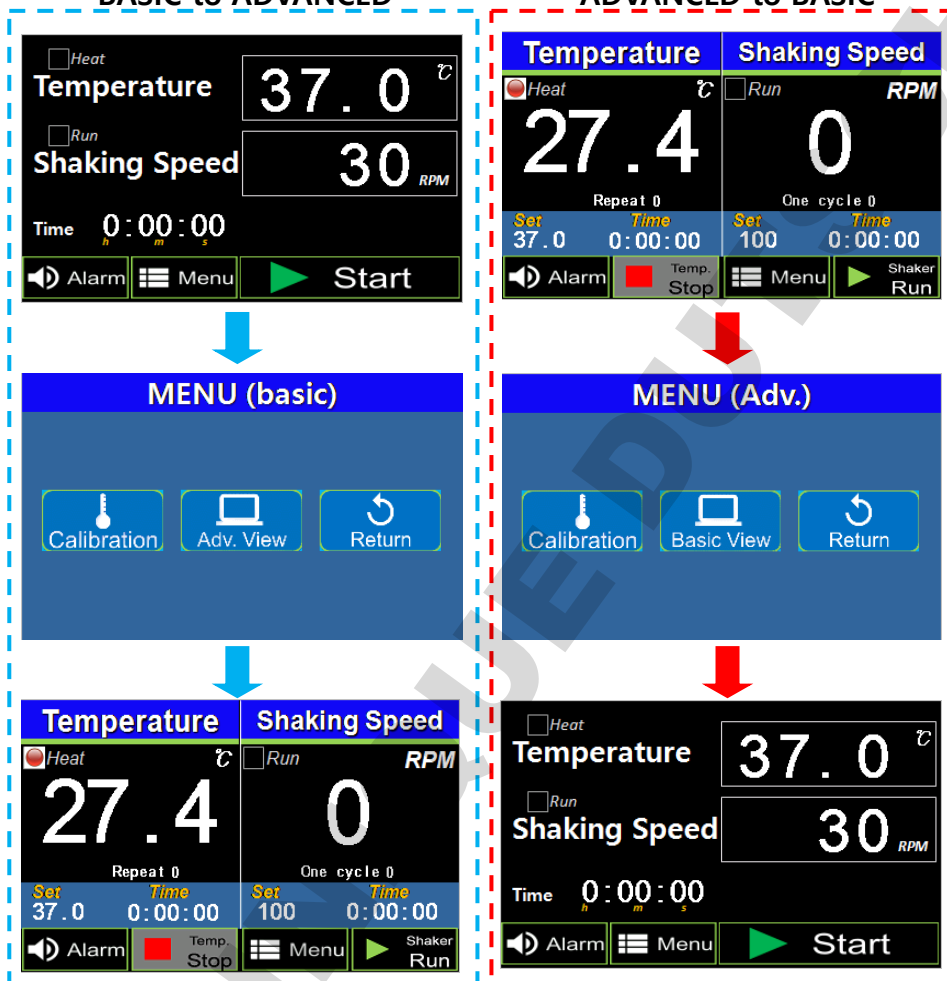 BASIC to ADVANCED
Heat
Temperature
37.0 ℃
Run
Shaking Speed
30 RPM
Time 0:00:00
h m s
Alarm Menu Start
MENU (basic)
Calibration Adv. View Return
Temperature Shaking Speed
Heat ℃ Run RPM
27.4 0
Repeat 0 One cycle 0
Set Time Set Time
37.0 0:00:00 100 0:00:00
Alarm Temp. Stop Menu Shaker Run
ADVANCED to BASIC
Temperature Shaking Speed
Heat ℃ Run RPM
27.4 0
Repeat 0 One cycle 0
Set Time Set Time
37.0 0:00:00 100 0:00:00
Alarm Temp. Stop Menu Shaker Run
MENU (Adv.)
Calibration Basic View Return
Heat
Temperature
37.0 ℃
Run
Shaking Speed
30 RPM
Time 0:00:00
h m s
Alarm Menu Start